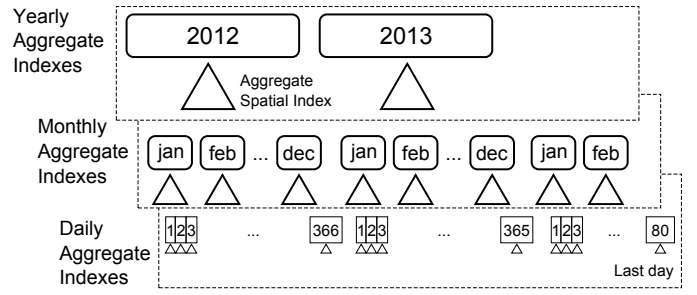 Yearly
Aggregate
Indexes
2012 2013
Aggregate
Spatial Index
Monthly
Aggregate
Indexes
jan feb ... dec jan feb ... dec jan feb
Daily
Aggregate
Indexes
1 2 3 ... 366 1 2 3 ... 365 1 2 3 ... 80
Last day